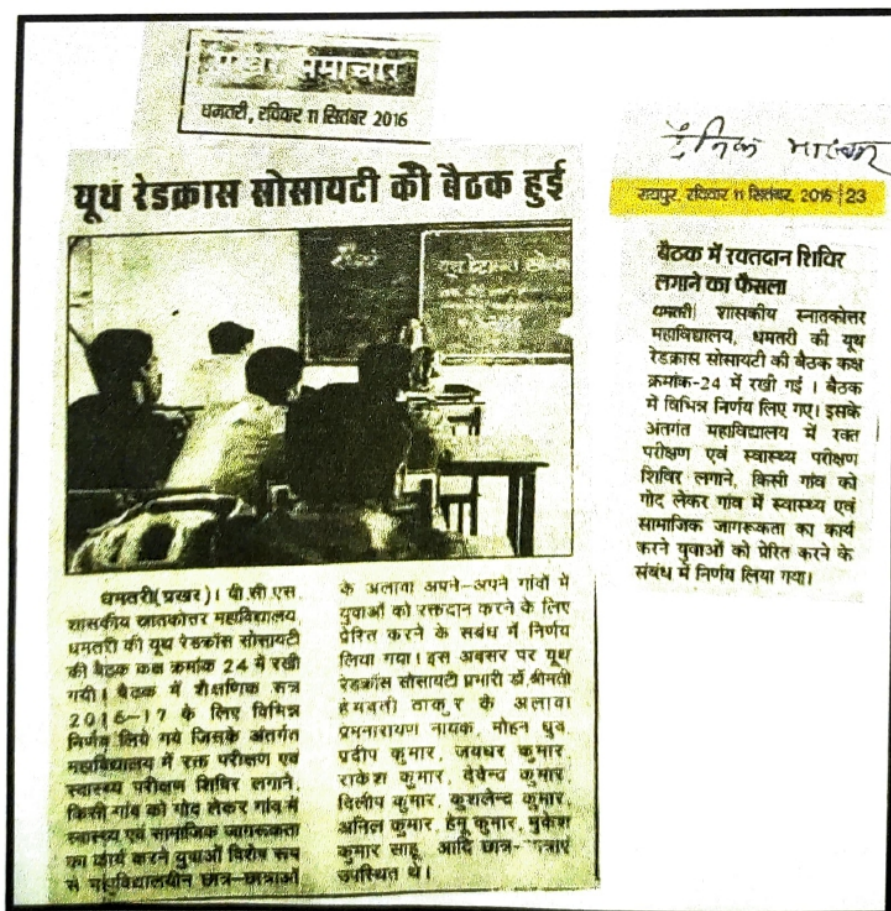 प्रखर समाचार
धमतरी, रविवार 11 सितंबर 2016
यूथ रेडक्रास सोसायटी की बैठक हुई
धमतरी(प्रखर)। पी.सी.एस.
शासकीय स्नातकोत्तर महाविद्यालय,
धमतरी की यूथ रेडक्रॉस सोसायटी
की बैठक कक्ष क्रमांक 24 में रखी
गयी। बैठक में शैक्षणिक सत्र
2016-17 के लिए विभिन्न
निर्णय लिये गये जिसके अंतर्गत
महाविद्यालय में रक्त परीक्षण एवं
स्वास्थ्य परीक्षण शिविर लगाने,
किसी गांव को गोद लेकर गांव में
स्वास्थ्य एवं सामाजिक जागरूकता
का कार्य करने युवाओं विशेष रूप
से महाविद्यालयीन छात्र-छात्राओं
के अलावा अपने-अपने गांवों में
युवाओं को रक्तदान करने के लिए
प्रेरित करने के सबंध में निर्णय
लिया गया। इस अवसर पर यूथ
रेडक्रॉस सोसायटी प्रभारी डॉ.श्रीमती
हेमवती ठाकुर के अलावा
प्रमनारायण नायक, मोहन ध्रुव,
प्रदीप कुमार, जयधर कुमार,
राकेश कुमार, देवेन्द्र कुमार,
दिलीप कुमार, कुशलेन्द्र कुमार,
अनिल कुमार, हेमू कुमार, मुकेश
कुमार साहू आदि छात्र-छात्राएं
उपस्थित थे।
दैनिक भास्कर
रायपुर, रविवार 11 सितंबर, 2016 | 23
बैठक में रक्तदान शिविर
लगाने का फैसला
धमतरी| शासकीय स्नातकोत्तर
महाविद्यालय, धमतरी की यूथ
रेडक्रास सोसायटी की बैठक कक्ष
क्रमांक-24 में रखी गई । बैठक
में विभिन्न निर्णय लिए गए। इसके
अंतर्गत महाविद्यालय में रक्त
परीक्षण एवं स्वास्थ्य परीक्षण
शिविर लगाने, किसी गांव को
गोद लेकर गांव में स्वास्थ्य एवं
सामाजिक जागरूकता का कार्य
करने युवाओं को प्रेरित करने के
संबंध में निर्णय लिया गया।